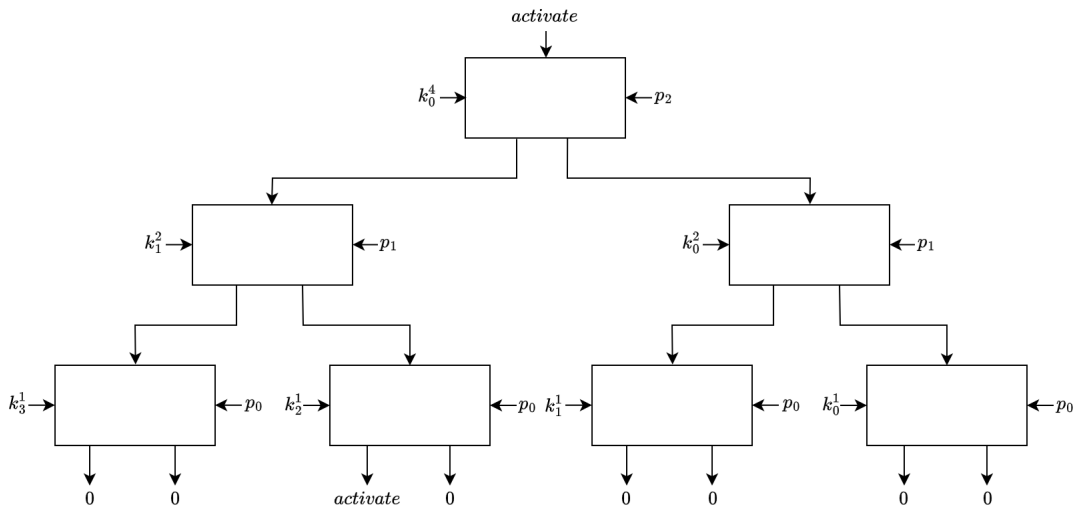 activate
k_0^4 p_2
k_1^2 p_1 k_0^2 p_1
k_3^1 p_0 k_2^1 p_0 k_1^1 p_0 k_0^1 p_0
0 0 activate 0 0 0 0 0